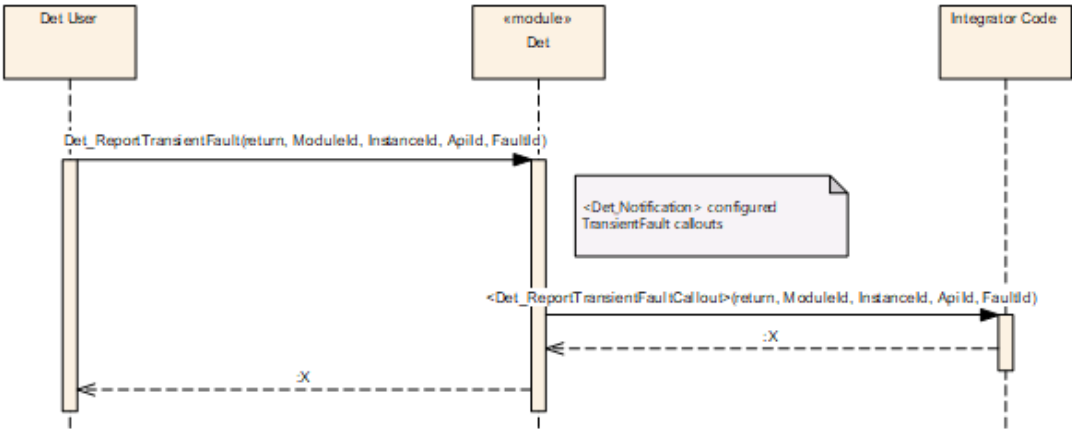 Det User
«module»
Det
Integrator Code
Det_ReportTransientFault(return, ModuleId, InstanceId, ApiId, FaultId)
<Det_Notification> configured
TransientFault callouts
<Det_ReportTransientFaultCallout>(return, ModuleId, InstanceId, ApiId, FaultId)
:X
:X